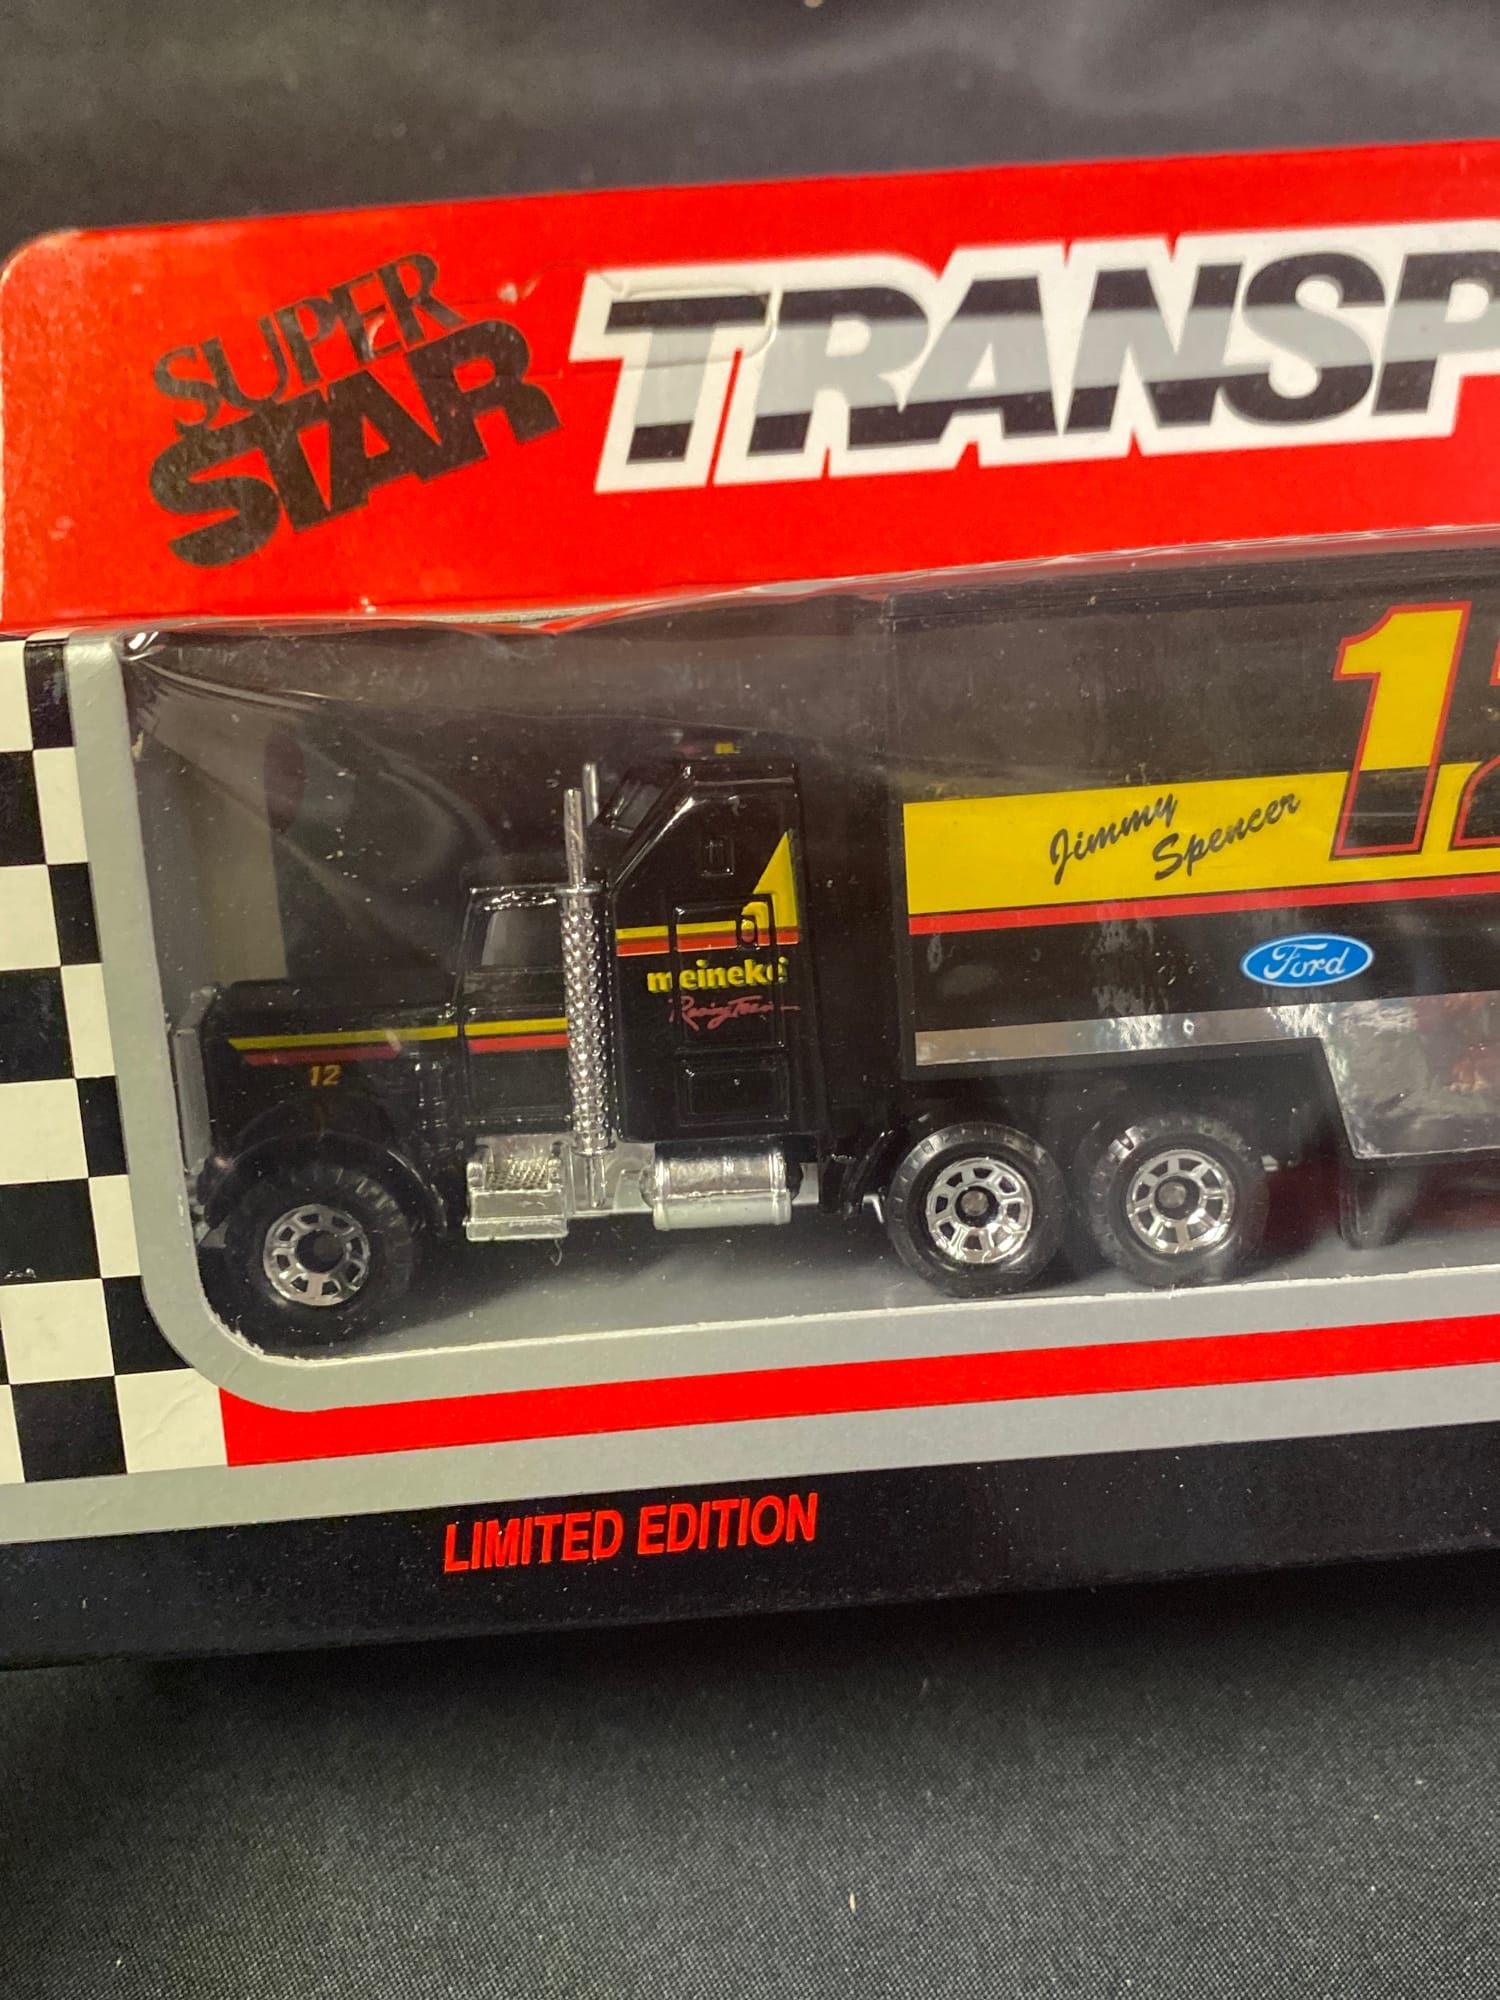 SUPER
STAR
TRANSP
12
Jimmy
Spencer
Ford
meineke
Racing Team
12
LIMITED EDITION